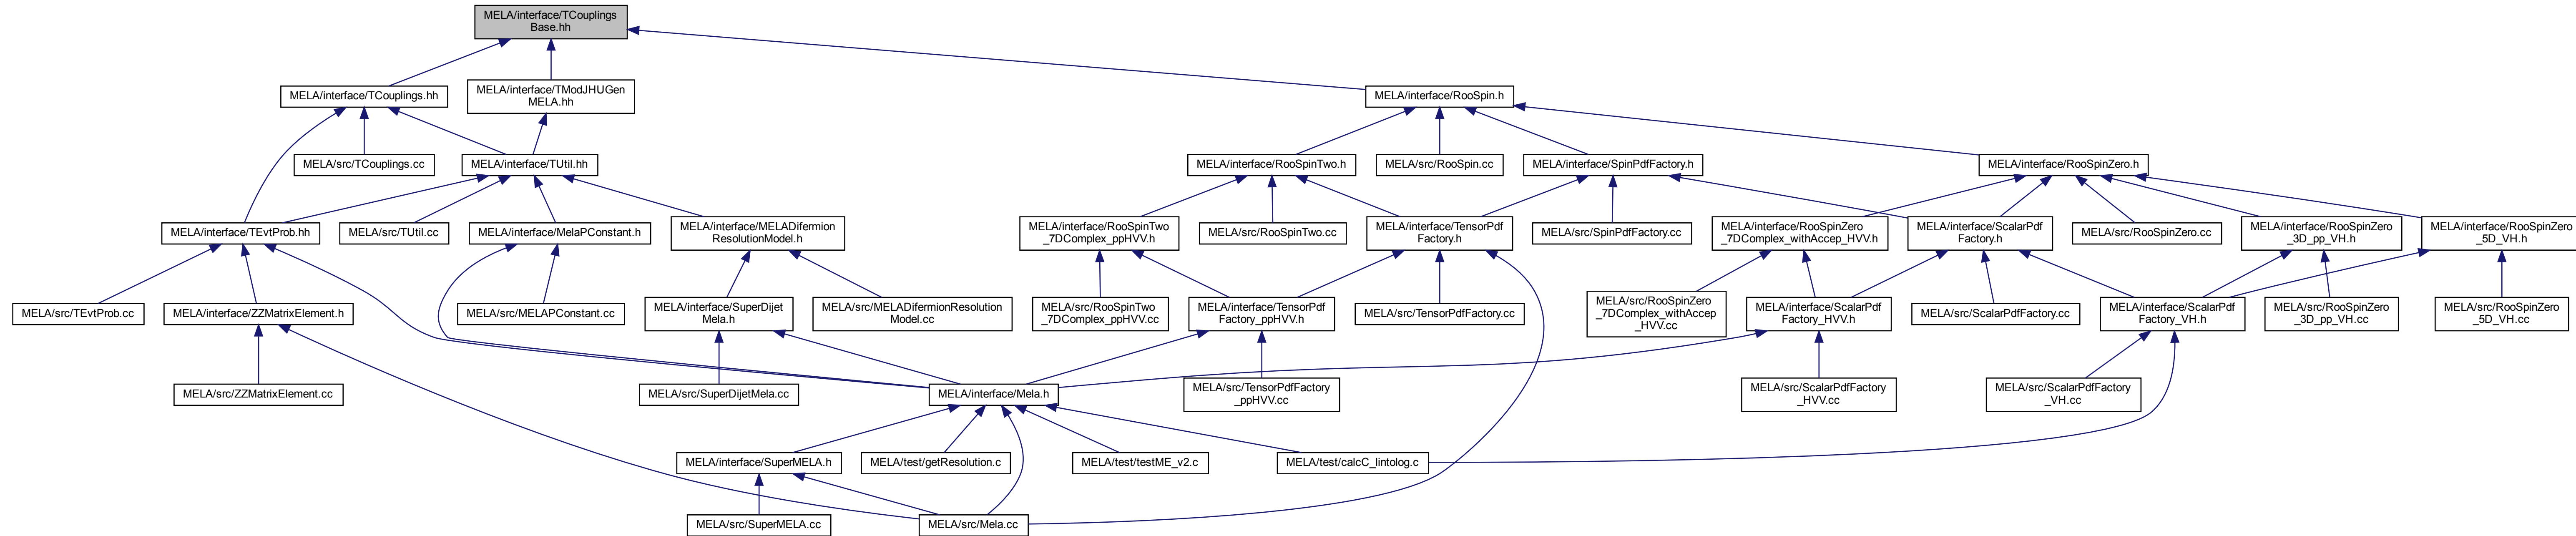 MELA/interface/TCouplings
Base.hh
MELA/interface/TCouplings.hh
MELA/interface/TModJHUGen
MELA.hh
MELA/interface/RooSpin.h
MELA/src/TCouplings.cc
MELA/interface/TUtil.hh
MELA/interface/RooSpinTwo.h
MELA/src/RooSpin.cc
MELA/interface/SpinPdfFactory.h
MELA/interface/RooSpinZero.h
MELA/interface/TEvtProb.hh
MELA/src/TUtil.cc
MELA/interface/MelaPConstant.h
MELA/interface/MELADifermion
ResolutionModel.h
MELA/interface/RooSpinTwo
_7DComplex_ppHVV.h
MELA/src/RooSpinTwo.cc
MELA/interface/TensorPdf
Factory.h
MELA/src/SpinPdfFactory.cc
MELA/interface/RooSpinZero
_7DComplex_withAccep_HVV.h
MELA/interface/ScalarPdf
Factory.h
MELA/src/RooSpinZero.cc
MELA/interface/RooSpinZero
_3D_pp_VH.h
MELA/interface/RooSpinZero
_5D_VH.h
MELA/src/TEvtProb.cc
MELA/interface/ZZMatrixElement.h
MELA/src/MELAPConstant.cc
MELA/interface/SuperDijet
Mela.h
MELA/src/MELADifermionResolution
Model.cc
MELA/src/RooSpinTwo
_7DComplex_ppHVV.cc
MELA/interface/TensorPdf
Factory_ppHVV.h
MELA/src/TensorPdfFactory.cc
MELA/src/RooSpinZero
_7DComplex_withAccep
_HVV.cc
MELA/interface/ScalarPdf
Factory_HVV.h
MELA/src/ScalarPdfFactory.cc
MELA/interface/ScalarPdf
Factory_VH.h
MELA/src/RooSpinZero
_3D_pp_VH.cc
MELA/src/RooSpinZero
_5D_VH.cc
MELA/src/ZZMatrixElement.cc
MELA/src/SuperDijetMela.cc
MELA/interface/Mela.h
MELA/src/TensorPdfFactory
_ppHVV.cc
MELA/src/ScalarPdfFactory
_HVV.cc
MELA/src/ScalarPdfFactory
_VH.cc
MELA/interface/SuperMELA.h
MELA/test/getResolution.c
MELA/test/testME_v2.c
MELA/test/calcC_lintolog.c
MELA/src/SuperMELA.cc
MELA/src/Mela.cc